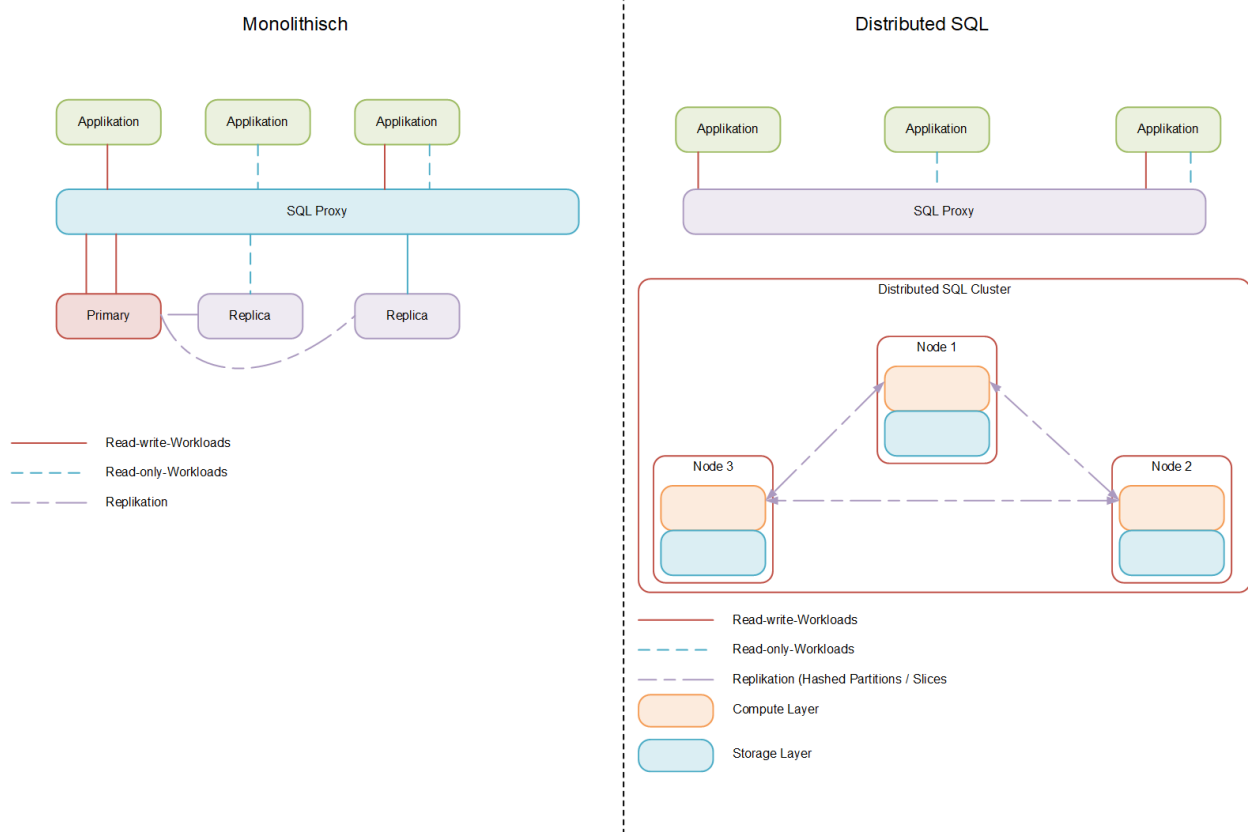 Monolithisch
Applikation
Applikation
Applikation
SQL Proxy
Primary
Replica
Replica
Read-write-Workloads
Read-only-Workloads
Replikation
Distributed SQL
Applikation
Applikation
Applikation
SQL Proxy
Distributed SQL Cluster
Node 1
Node 3
Node 2
Read-write-Workloads
Read-only-Workloads
Replikation (Hashed Partitions / Slices
Compute Layer
Storage Layer